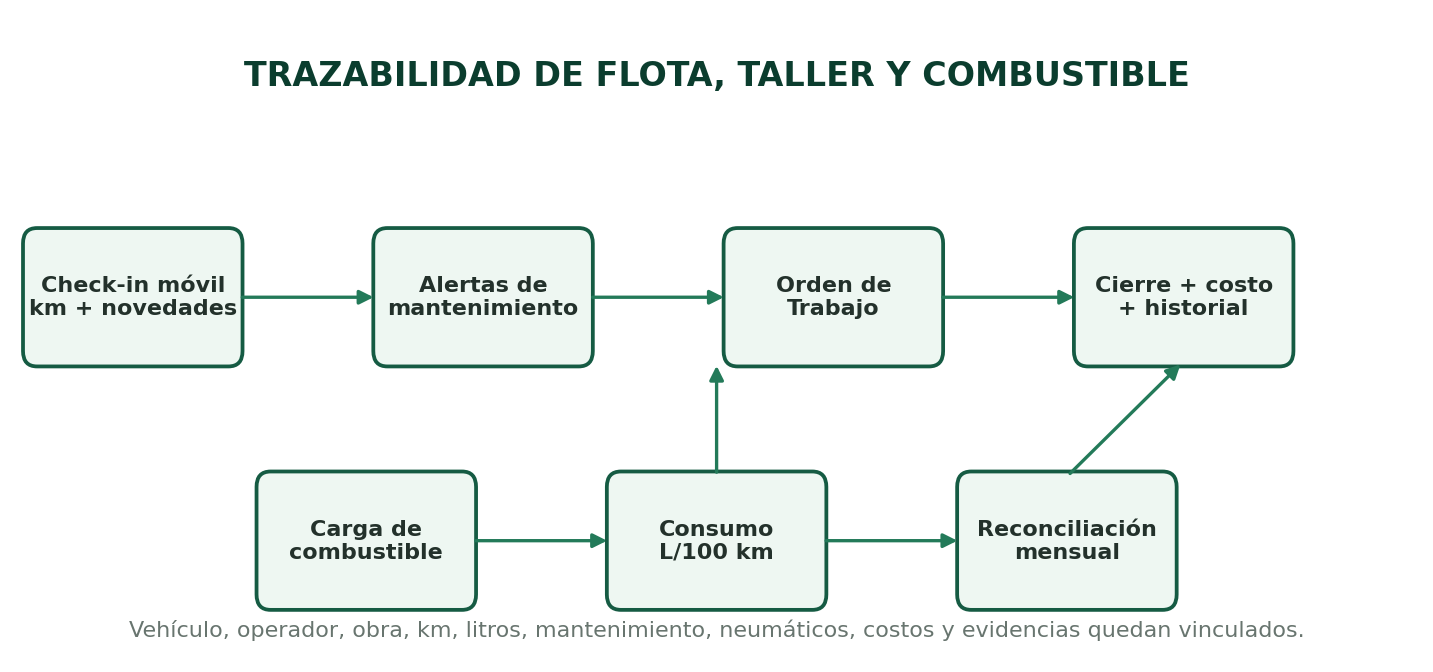 TRAZABILIDAD DE FLOTA, TALLER Y COMBUSTIBLE
Check-in móvil
km + novedades
Alertas de
mantenimiento
Orden de
Trabajo
Cierre + costo
+ historial
Carga de
combustible
Consumo
L/100 km
Reconciliación
mensual
Vehículo, operador, obra, km, litros, mantenimiento, neumáticos, costos y evidencias quedan vinculados.